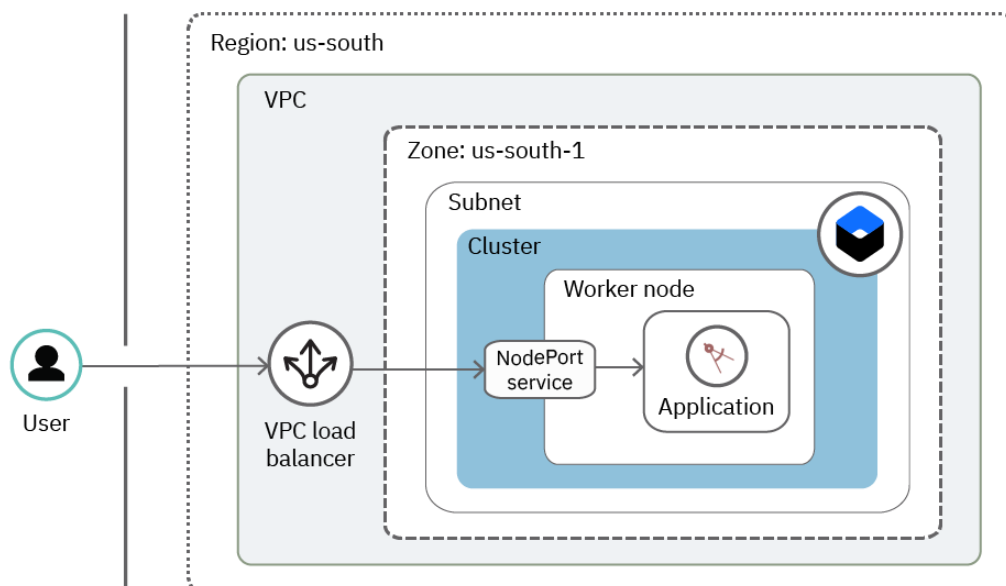 Region: us-south
VPC
Zone: us-south-1
Subnet
Cluster
Worker node
NodePort
service
Application
User
VPC load
balancer